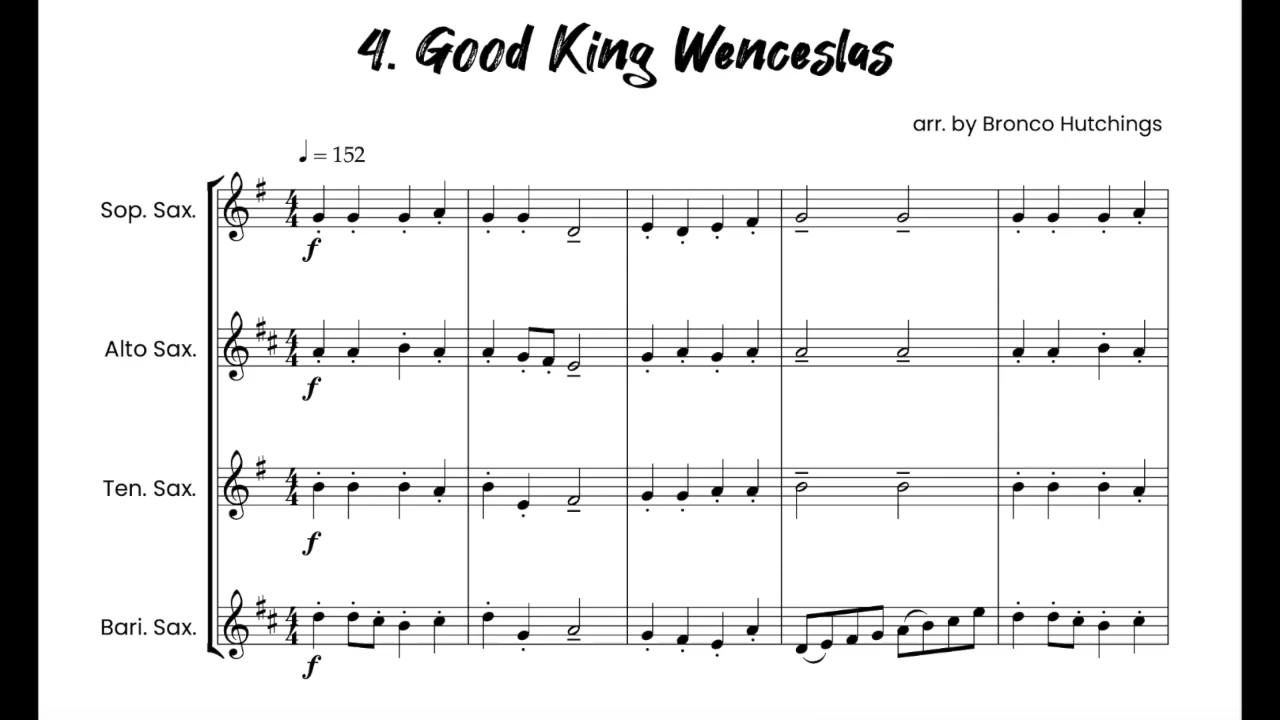 4. Good King Wenceslas
arr. by Bronco Hutchings
♩ = 152
Sop. Sax.
f
Alto Sax.
f
Ten. Sax.
f
Bari. Sax.
f